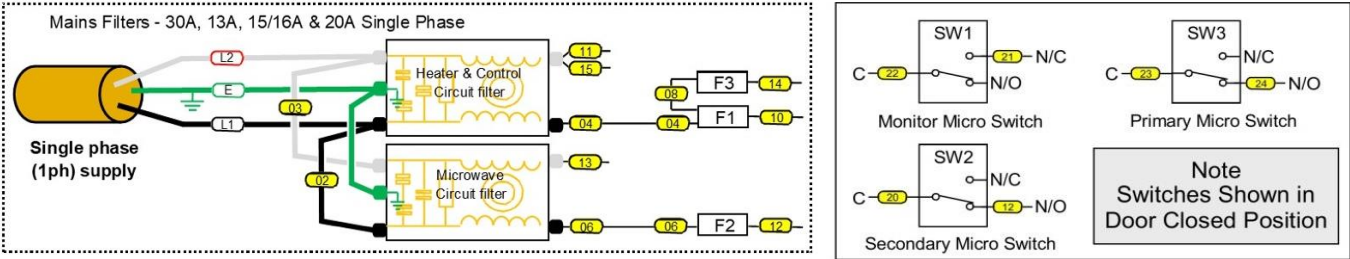 Mains Filters - 30A, 13A, 15/16A & 20A Single Phase
L2
E
L1
03
02
Single phase
(1ph) supply
Heater & Control
Circuit filter
Microwave
Circuit filter
11
15
04
13
06
08
04
F3
14
F1
10
06
F2
12
SW1
C
22
21
N/C
N/O
Monitor Micro Switch
SW3
C
23
N/C
24
N/O
Primary Micro Switch
SW2
C
20
N/C
12
N/O
Secondary Micro Switch
Note
Switches Shown in
Door Closed Position